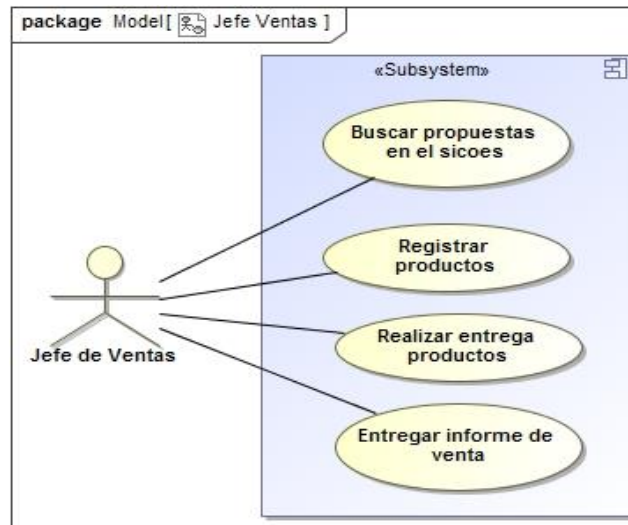 package Model[ Jefe Ventas ]
«Subsystem»
Buscar propuestas
en el sicoes
Registrar
productos
Realizar entrega
productos
Entregar informe de
venta
Jefe de Ventas